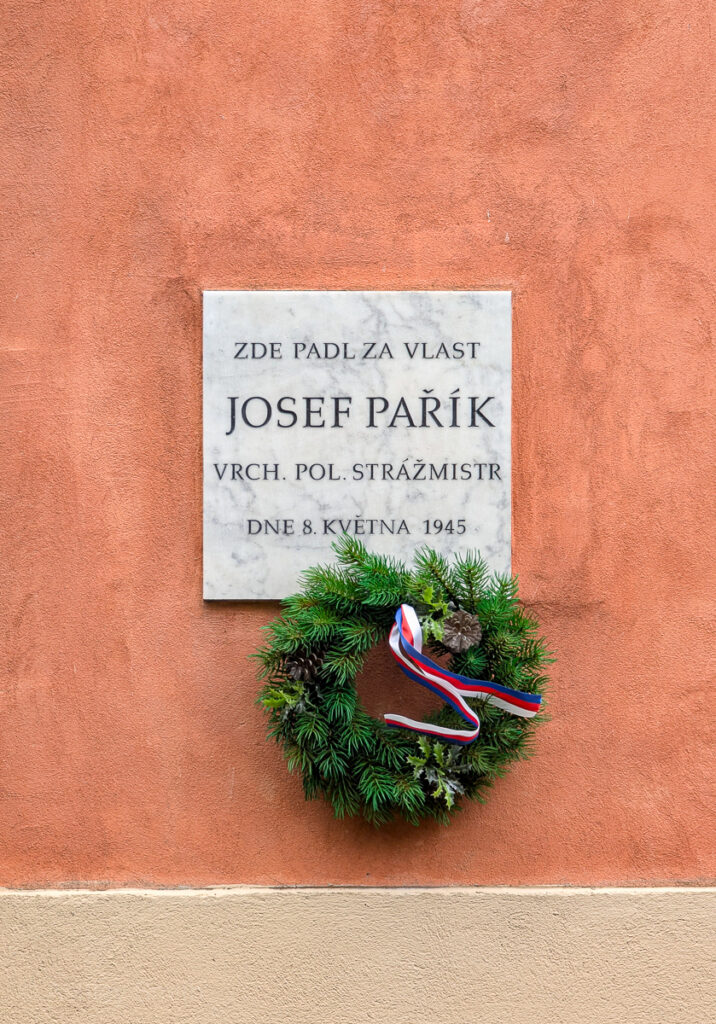 ZDE PADL ZA VLAST
JOSEF PAŘÍK
VRCH. POL. STRÁŽMISTR
DNE 8. KVĚTNA 1945